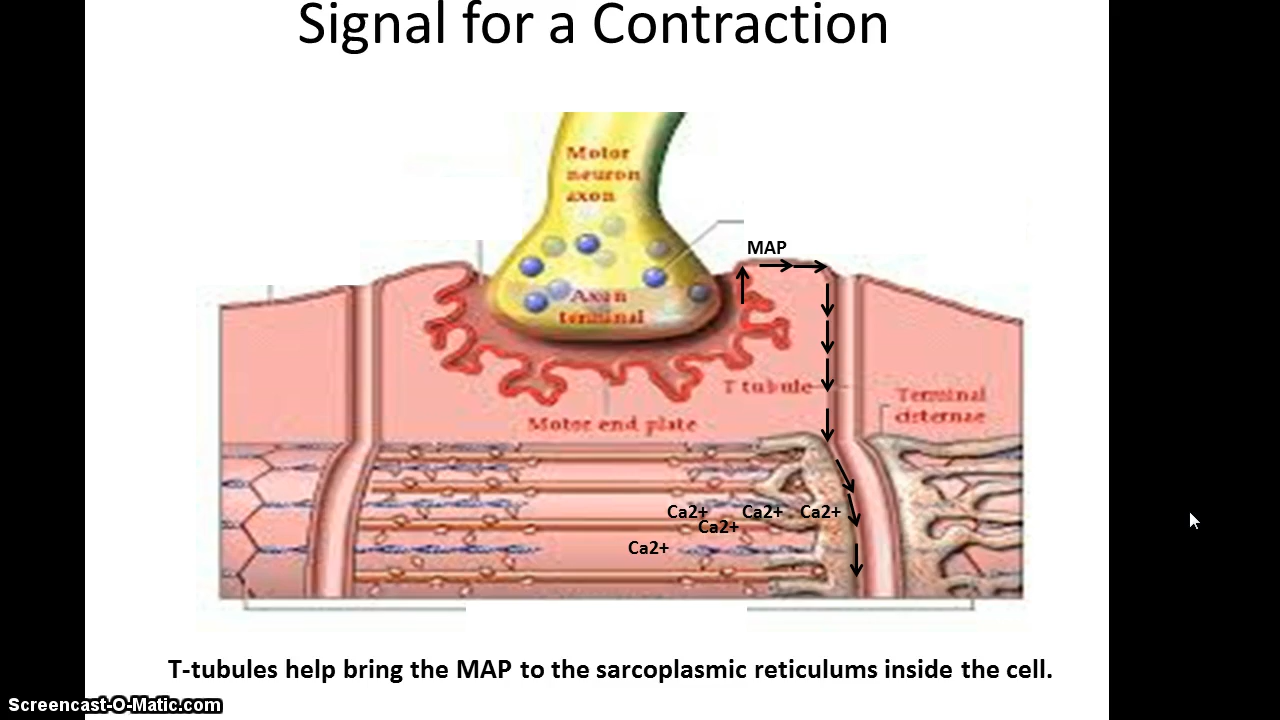 Signal for a Contraction
Motor
neuron
axon
MAP
Axon
terminal
T tubule
Terminal
cisternae
Motor end plate
Ca2+ Ca2+ Ca2+
Ca2+
Ca2+
T-tubules help bring the MAP to the sarcoplasmic reticulums inside the cell.
Screencast-O-Matic.com